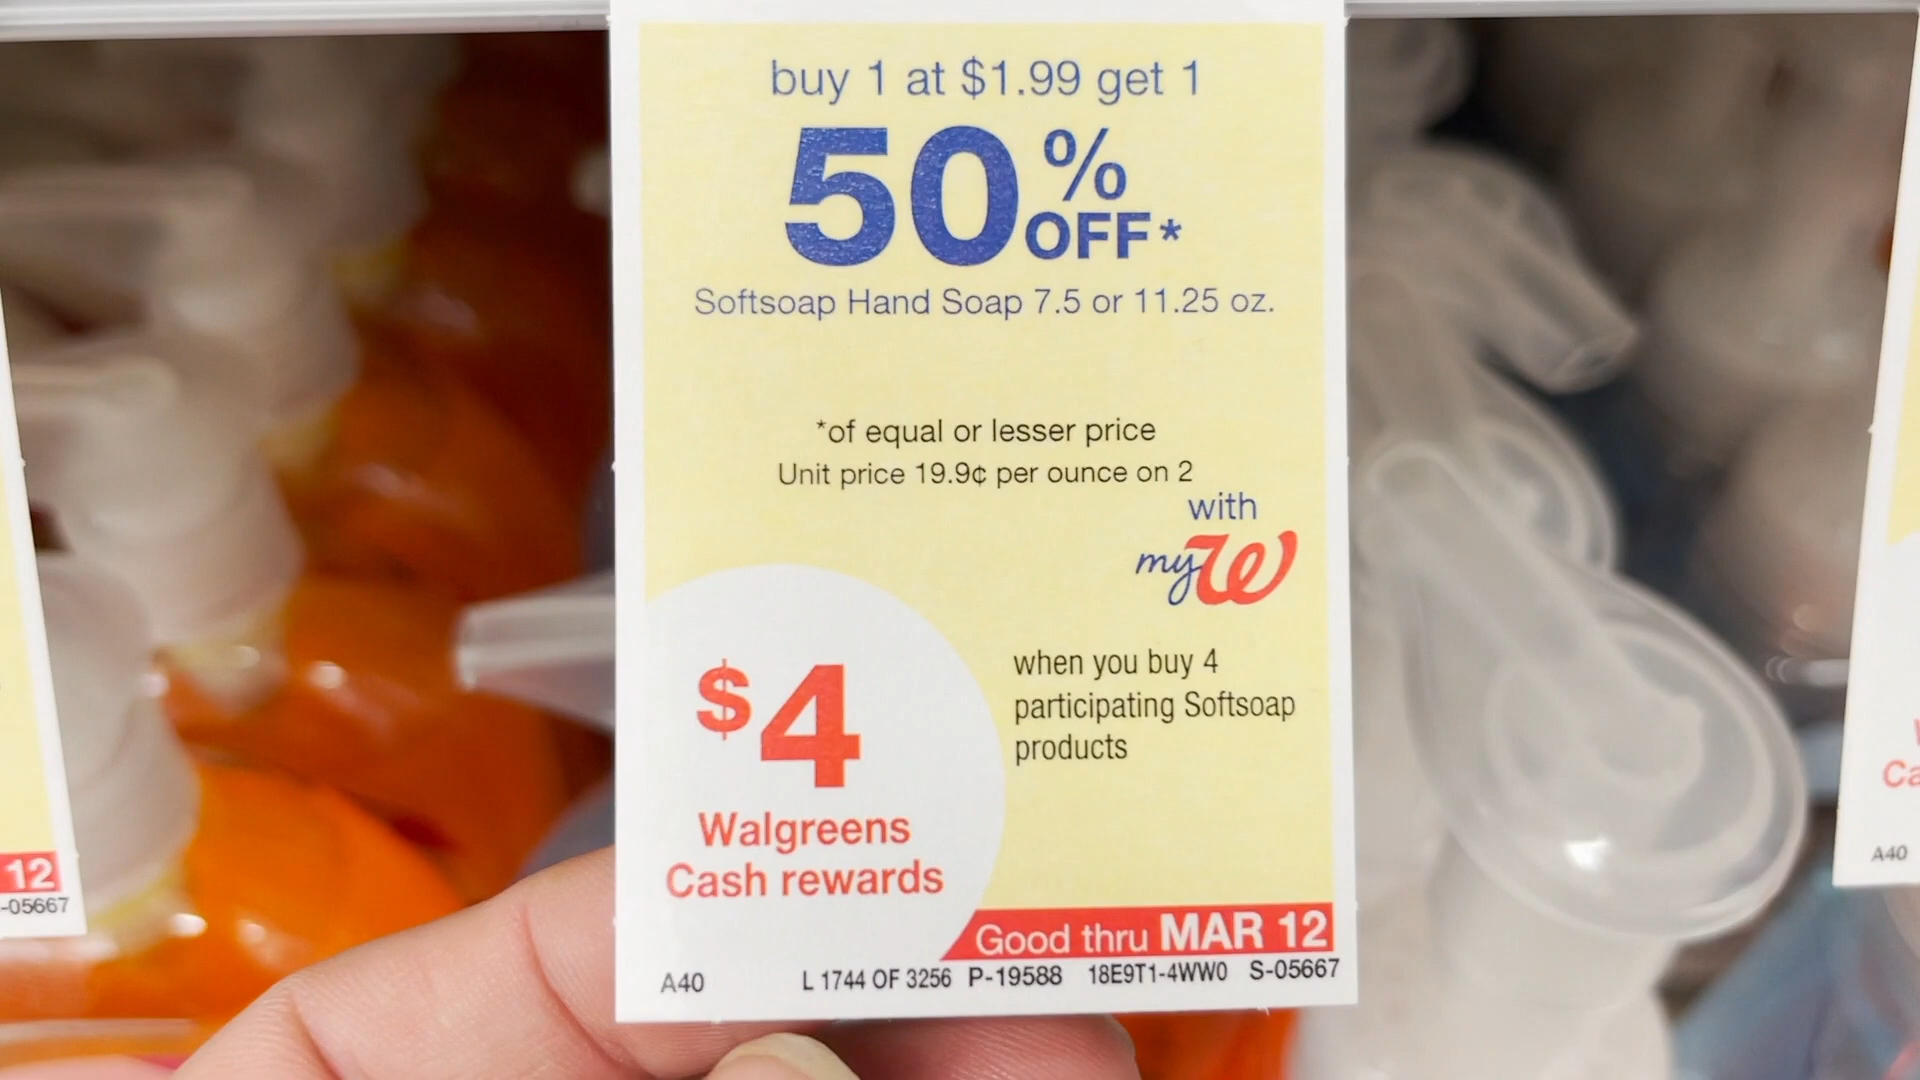 buy 1 at $1.99 get 1
50% OFF*
Softsoap Hand Soap 7.5 or 11.25 oz.
*of equal or lesser price
Unit price 19.9¢ per ounce on 2
with
myW
$4
Walgreens
Cash rewards
when you buy 4
participating Softsoap
products
Good thru MAR 12
A40 L 1744 OF 3256 P-19588 18E9T1-4WW0 S-05667
12
-05667
Ca
A40